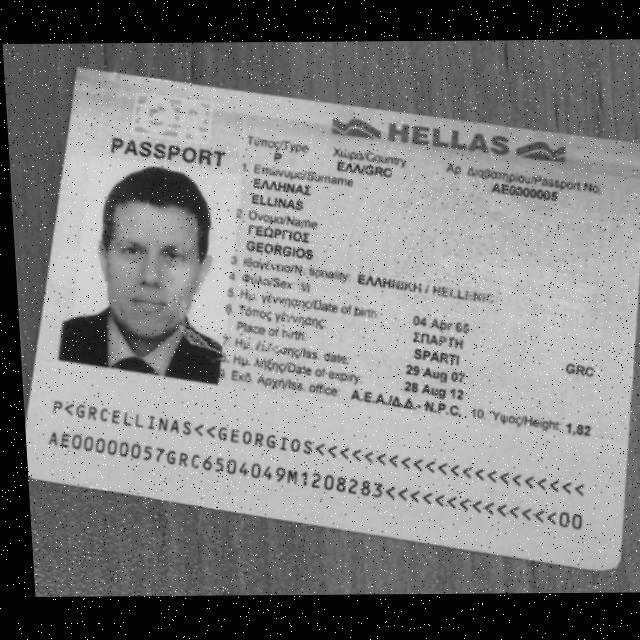 HELLAS
PASSPORT
Τύπος/Type Χώρα/Country Αρ. Διαβατηρίου/Passport No.
P ΕΛΛ/GRC
1. Επώνυμο/Surname
ΕΛΛΗΝΑΣ
ELLINAS
2. Όνομα/Name
ΓΕΩΡΓΙΟΣ
GEORGIOS
ΕΛΛΗΝΙΚΗ / HELLENIC
4. Φύλο/Sex
5. Ημ. γέννησης/Date of birth 04 Apr 65
6. Τόπος γέννησης ΣΠΑΡΤΗ
Place of birth SPARTI GRC
7. Ημ. έκδοσης/Iss. date 29 Aug 07
8. Ημ. λήξης/Date of expiry 28 Aug 12
9. Εκδ. Αρχή/Iss. office Α.Ε.Α/Δ.Δ.- N.P.C. 10. Ύψος/Height 1,82
P<GRCELLINAS<<GEORGIOS<<<<<<<<<<<<<<<<<<<<<<
AE00000057GRC6504049M1208283<<<<<<<<<<<<<<00